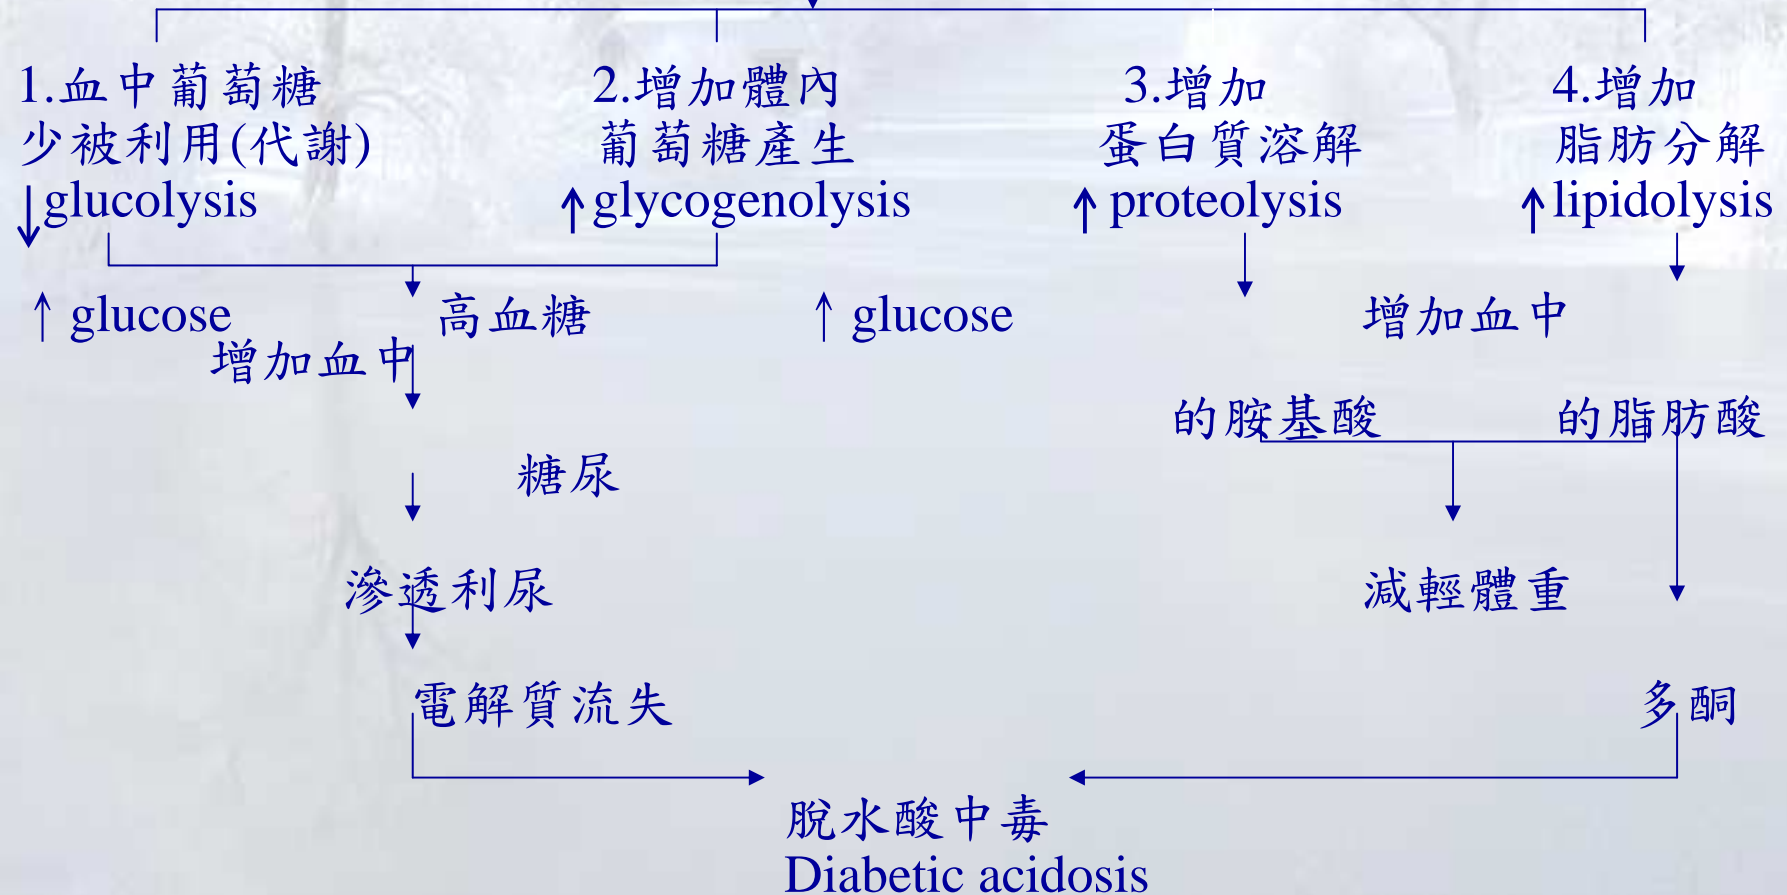 1.血中葡萄糖
少被利用(代謝)
↓glucolysis
2.增加體內
葡萄糖產生
↑glycogenolysis
3.增加
蛋白質溶解
↑ proteolysis
4.增加
脂肪分解
↑lipidolysis
↑ glucose
高血糖
↑ glucose
增加血中
增加血中
的胺基酸
的脂肪酸
糖尿
滲透利尿
減輕體重
電解質流失
多酮
脫水酸中毒
Diabetic acidosis